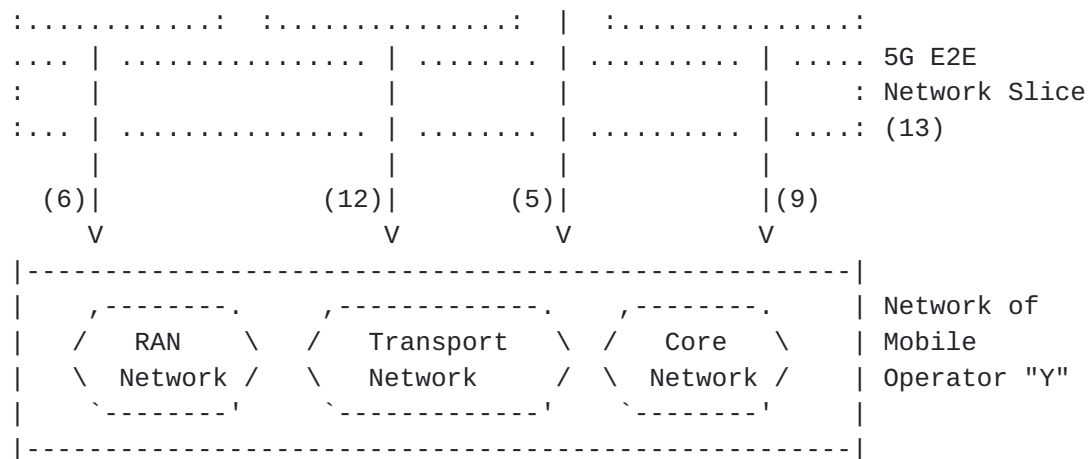 :............:  :...............:  |  :...............:
.... | ................ | ........ | .......... | ..... 5G E2E
:    |                  |          |            |     : Network Slice
:... | ................ | ........ | .......... | ....: (13)
     |                  |          |            |
  (6)|              (12)|       (5)|            |(9)
     V                  V          V            V
|------------------------------------------------------|
|    ,--------.     ,-------------.    ,--------.      | Network of
|   /   RAN    \   /   Transport   \  /   Core   \     | Mobile
|   \  Network /   \   Network     /  \  Network /     | Operator "Y"
|    `--------'     `-------------'    `--------'      |
|------------------------------------------------------|